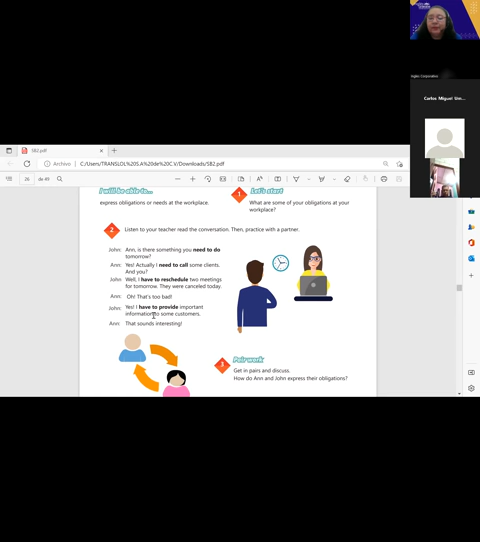 SB2.pdf
Archivo
C:/Users/TRANSLOL%20S.A%20de%20C.V/Downloads/SB2.pdf
26
de 49
I will be able to...
express obligations or needs at the workplace.
1
Let's start
What are some of your obligations at your
workplace?
2
Listen to your teacher read the conversation. Then, practice with a partner.
John: Ann, is there something you need to do
tomorrow?
Ann: Yes! Actually I need to call some clients.
And you?
John Well, I have to reschedule two meetings
for tomorrow. They were canceled today.
Ann: Oh! That's too bad!
John: Yes! I have to provide important
information to some customers.
Ann: That sounds interesting!
3
Pair work
Get in pairs and discuss.
How do Ann and John express their obligations?
Carlos Miguel